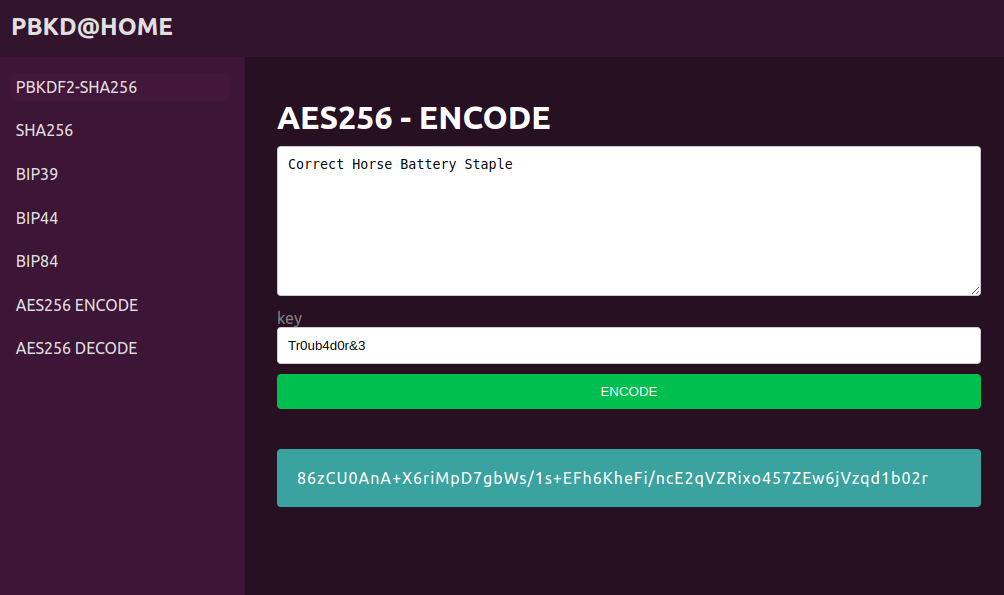 PBKD@HOME
PBKDF2-SHA256
SHA256
BIP39
BIP44
BIP84
AES256 ENCODE
AES256 DECODE
AES256 - ENCODE
Correct Horse Battery Staple
key
Tr0ub4d0r&3
ENCODE
86zCU0AnA+X6riMpD7gbWs/1s+EFh6KheFi/ncE2qVZRixo457ZEw6jVzqd1b02r